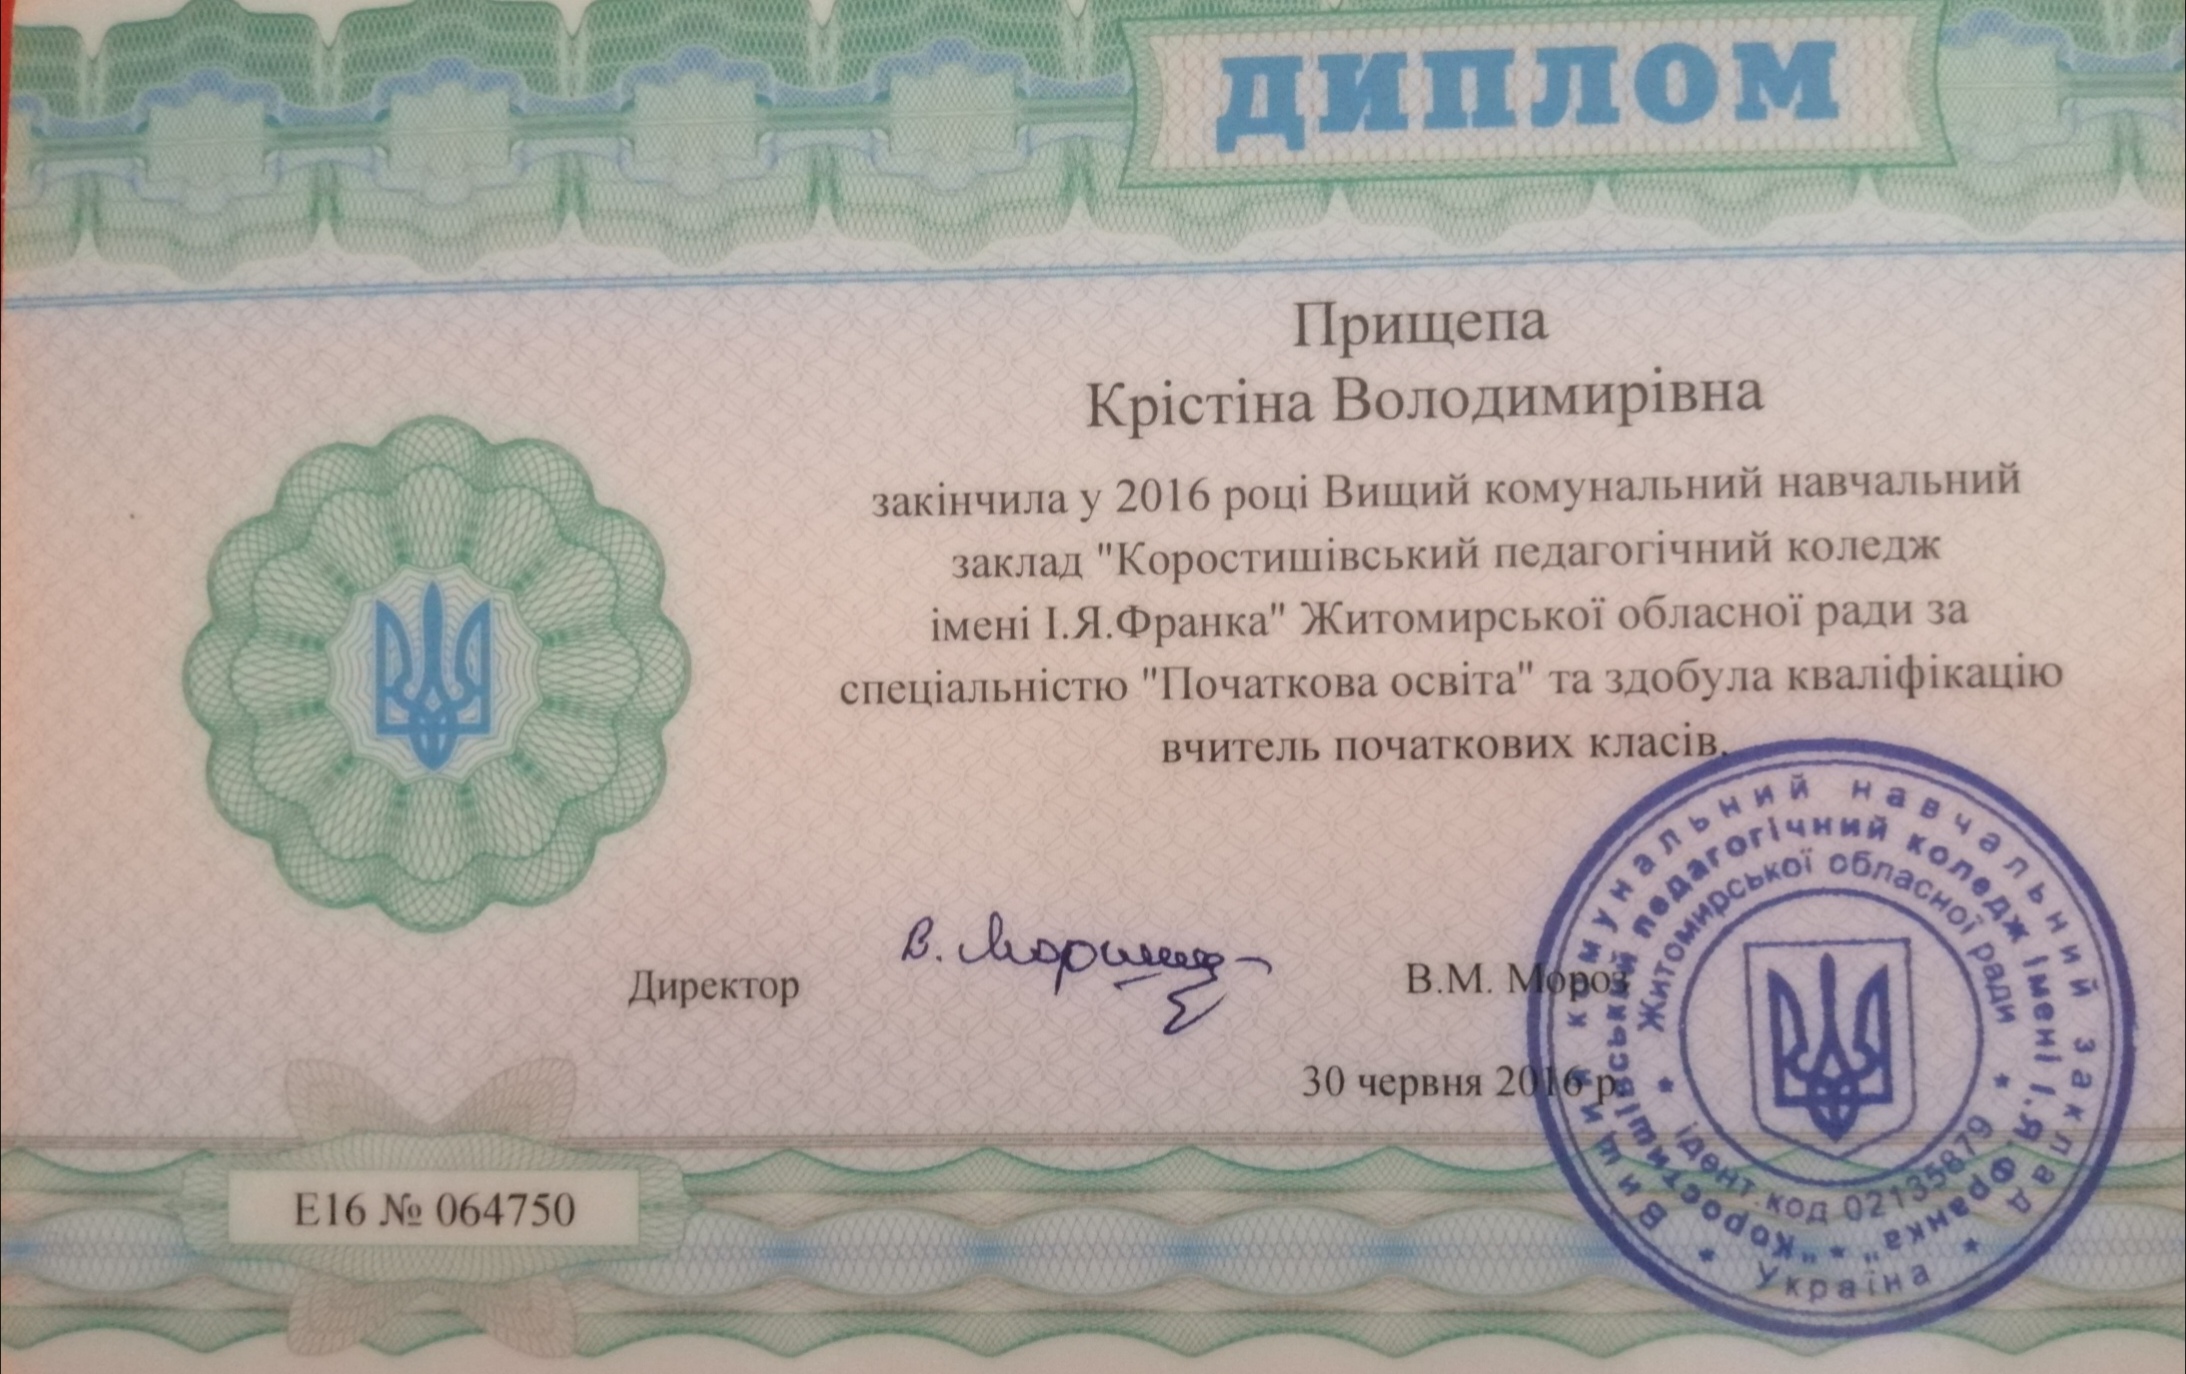 ДИПЛОМ
Прищепа
Крістіна Володимирівна
закінчила у 2016 році Вищий комунальний навчальний
заклад "Коростишівський педагогічний коледж
імені І.Я.Франка" Житомирської обласної ради за
спеціальністю "Початкова освіта" та здобула кваліфікацію
вчитель початкових класів.
Директор
В.М. Мороз
30 червня 2016 р.
Е16 № 064750
Вищий комунальний навчальний заклад
"Коростишівський педагогічний коледж імені І.Я.Франка"
Житомирської обласної ради
ідент.код 02135879
Україна